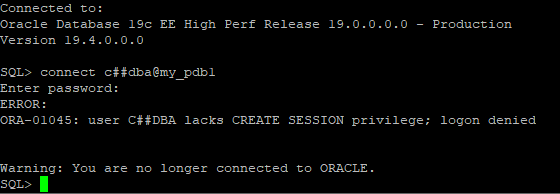 Connected to:
Oracle Database 19c EE High Perf Release 19.0.0.0.0 - Production
Version 19.4.0.0.0
SQL> connect c##dba@my_pdb1
Enter password:
ERROR:
ORA-01045: user C##DBA lacks CREATE SESSION privilege; logon denied
Warning: You are no longer connected to ORACLE.
SQL>